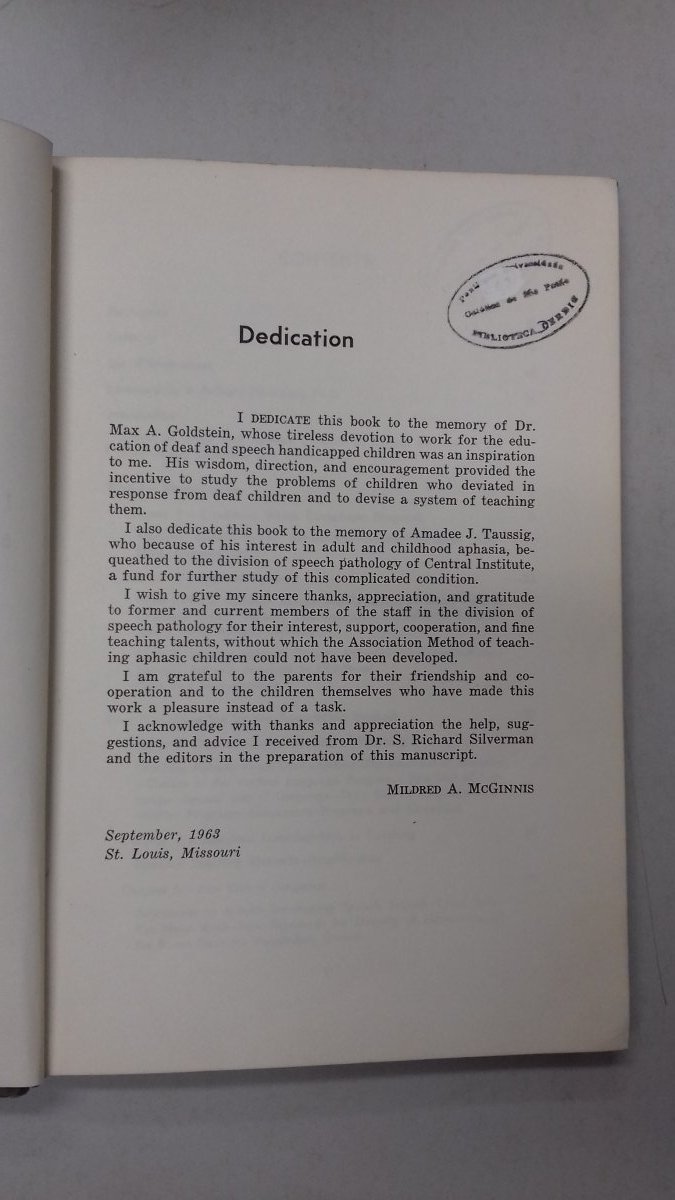 Católica de São Paulo
BIBLIOTECA DERDIC
Dedication
I DEDICATE this book to the memory of Dr.
Max A. Goldstein, whose tireless devotion to work for the edu-
cation of deaf and speech handicapped children was an inspiration
to me. His wisdom, direction, and encouragement provided the
incentive to study the problems of children who deviated in
response from deaf children and to devise a system of teaching
them.
I also dedicate this book to the memory of Amadee J. Taussig,
who because of his interest in adult and childhood aphasia, be-
queathed to the division of speech pathology of Central Institute,
a fund for further study of this complicated condition.
I wish to give my sincere thanks, appreciation, and gratitude
to former and current members of the staff in the division of
speech pathology for their interest, support, cooperation, and fine
teaching talents, without which the Association Method of teach-
ing aphasic children could not have been developed.
I am grateful to the parents for their friendship and co-
operation and to the children themselves who have made this
work a pleasure instead of a task.
I acknowledge with thanks and appreciation the help, sug-
gestions, and advice I received from Dr. S. Richard Silverman
and the editors in the preparation of this manuscript.
MILDRED A. MCGINNIS
September, 1963
St. Louis, Missouri